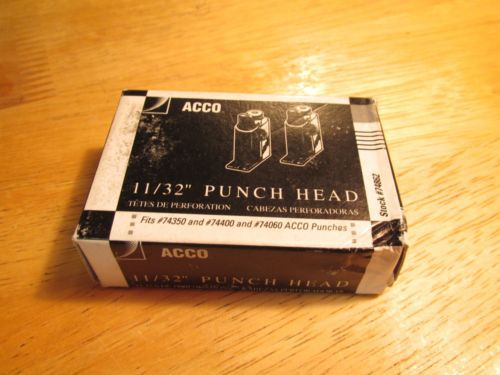 ACCO
11/32" PUNCH HEAD
TÊTES DE PERFORATION CABEZAS PERFORADORAS
Fits #74350 and #74400 and #74060 ACCO Punches
Stock #74862
ACCO
11/32" PUNCH HEAD